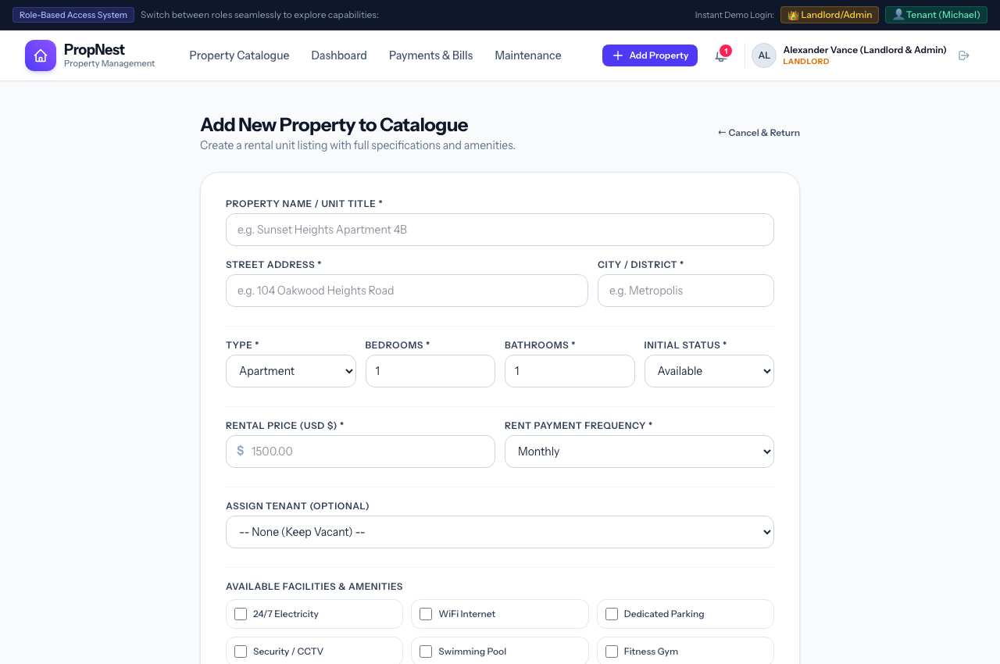 Role-Based Access System Switch between roles seamlessly to explore capabilities: Instant Demo Login: 👑 Landlord/Admin 👤 Tenant (Michael)
PropNest
Property Management
Property Catalogue Dashboard Payments & Bills Maintenance
+ Add Property
1
AL
Alexander Vance (Landlord & Admin)
LANDLORD
Add New Property to Catalogue
Create a rental unit listing with full specifications and amenities.
← Cancel & Return
PROPERTY NAME / UNIT TITLE *
e.g. Sunset Heights Apartment 4B
STREET ADDRESS * CITY / DISTRICT *
e.g. 104 Oakwood Heights Road e.g. Metropolis
TYPE * BEDROOMS * BATHROOMS * INITIAL STATUS *
Apartment 1 1 Available
RENTAL PRICE (USD $) * RENT PAYMENT FREQUENCY *
$ 1500.00 Monthly
ASSIGN TENANT (OPTIONAL)
-- None (Keep Vacant) --
AVAILABLE FACILITIES & AMENITIES
24/7 Electricity WiFi Internet Dedicated Parking
Security / CCTV Swimming Pool Fitness Gym